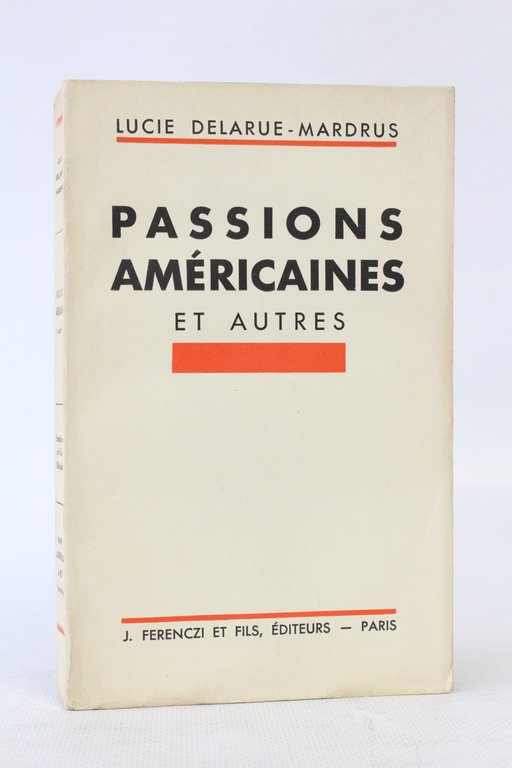 LUCIE DELARUE-MARDRUS
PASSIONS
AMÉRICAINES
ET AUTRES
J. FERENCZI ET FILS, ÉDITEURS — PARIS